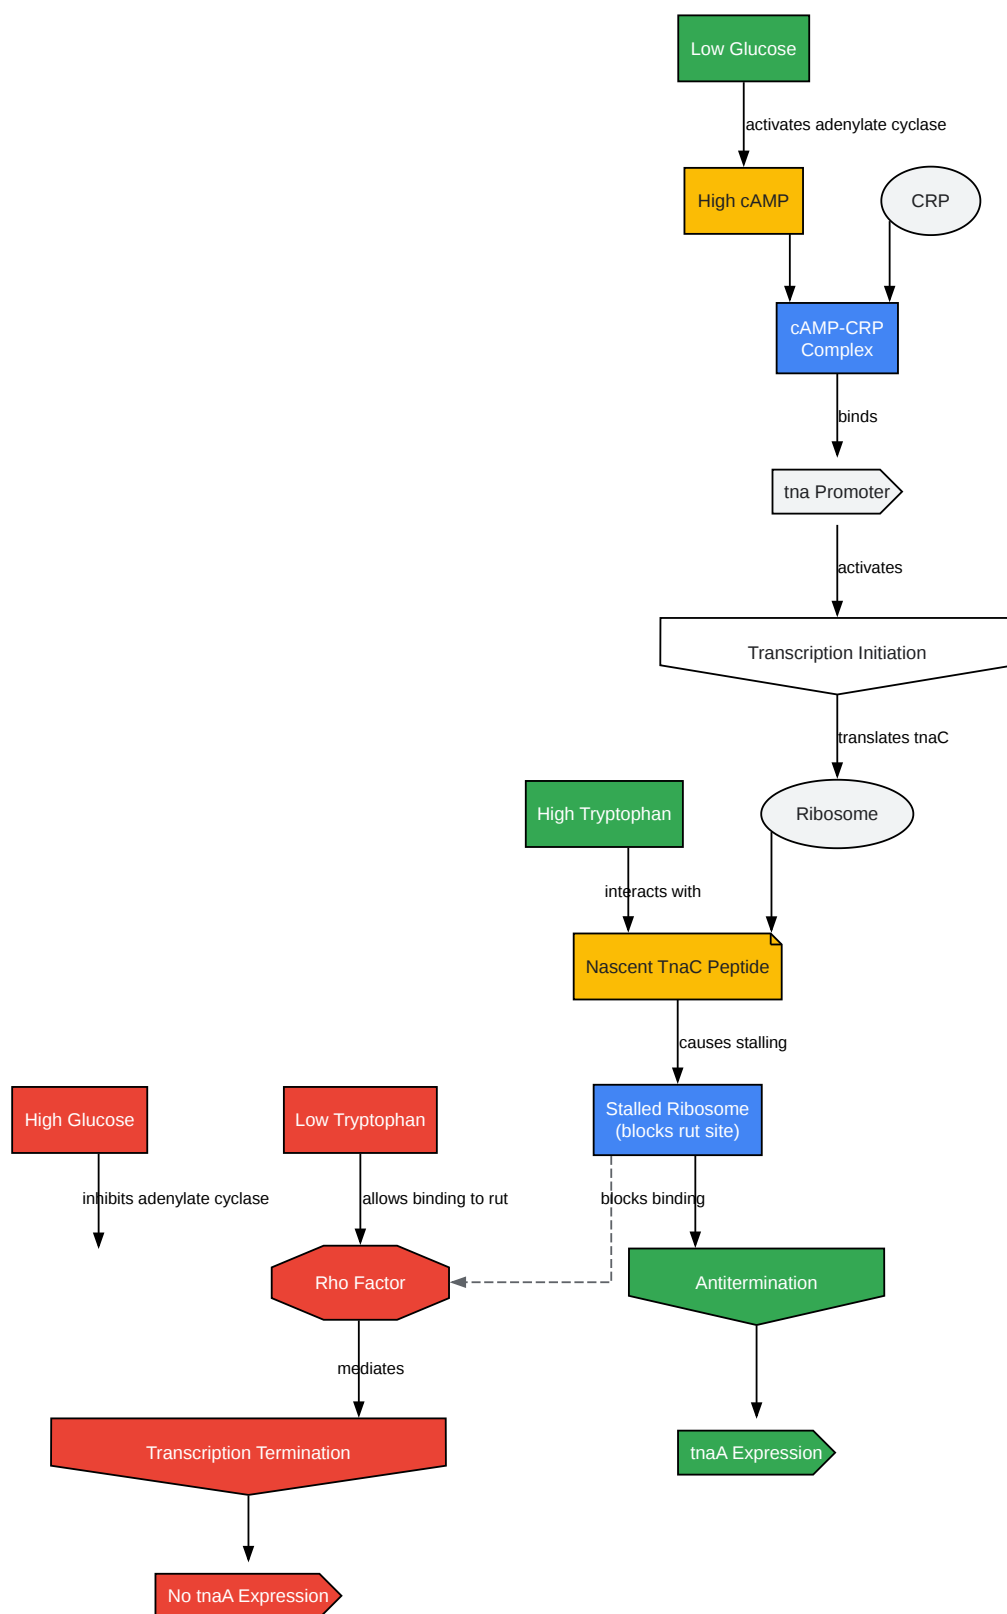 Low Glucose
activates adenylate cyclase
High cAMP
CRP
cAMP-CRP
Complex
binds
tna Promoter
activates
Transcription Initiation
translates tnaC
High Tryptophan
Ribosome
interacts with
Nascent TnaC Peptide
causes stalling
High Glucose
Low Tryptophan
Stalled Ribosome
(blocks rut site)
inhibits adenylate cyclase
allows binding to rut
blocks binding
Rho Factor
Antitermination
mediates
Transcription Termination
tnaA Expression
No tnaA Expression